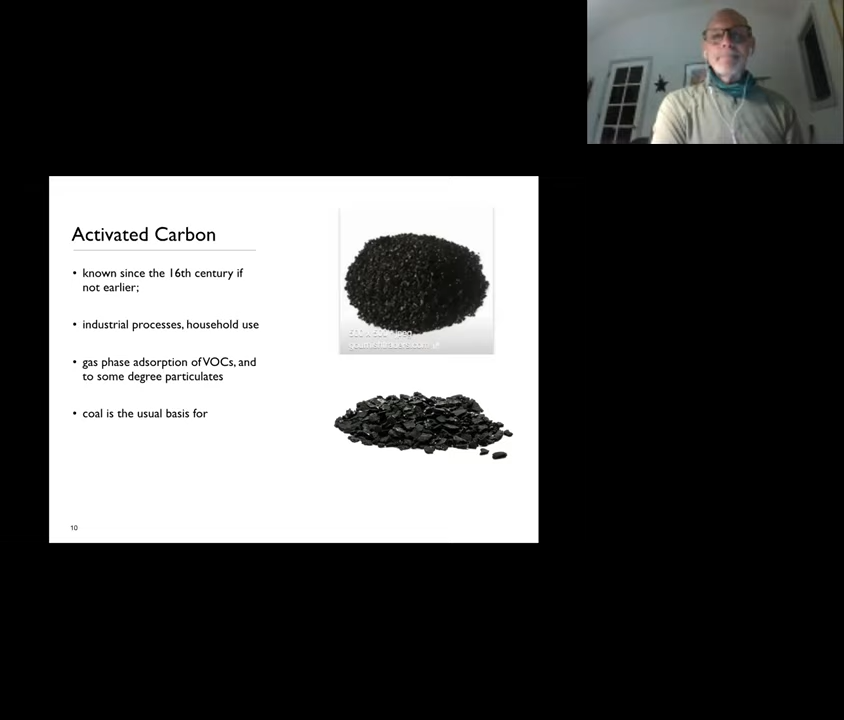 Activated Carbon
• known since the 16th century if
not earlier;
• industrial processes, household use
• gas phase adsorption of VOCs, and
to some degree particulates
• coal is the usual basis for
10